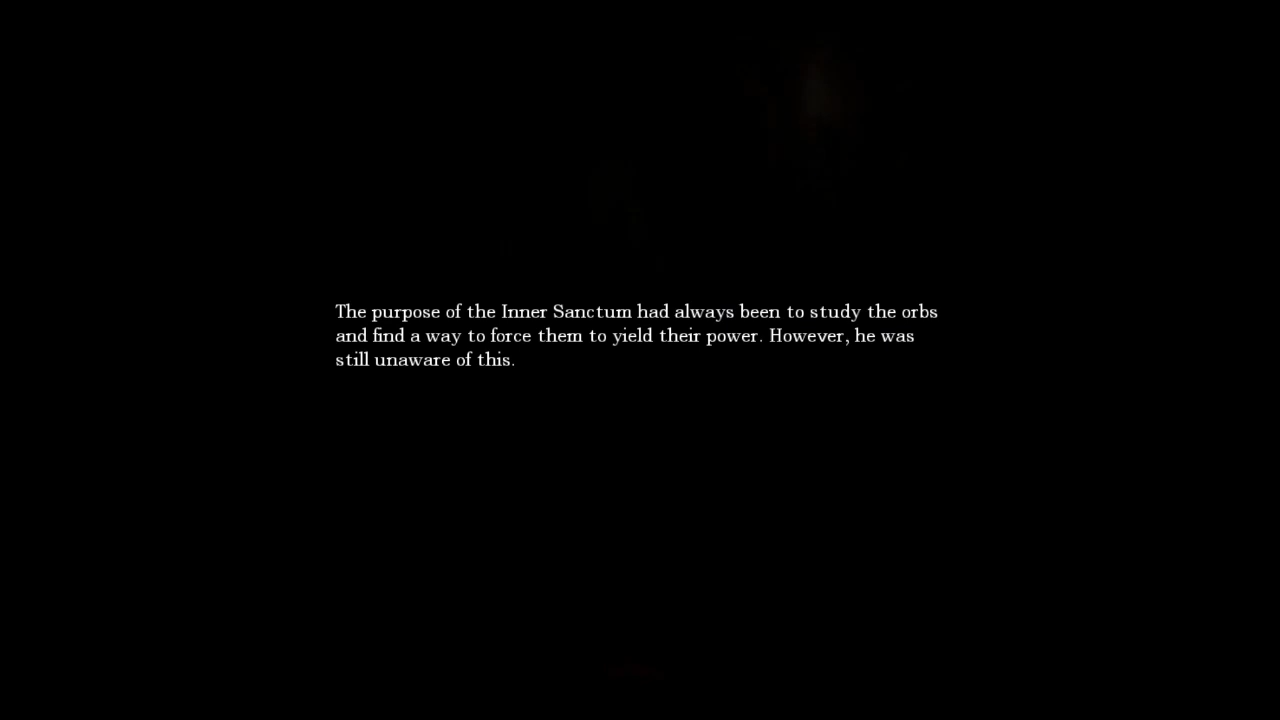 The purpose of the Inner Sanctum had always been to study the orbs
and find a way to force them to yield their power. However, he was
still unaware of this.